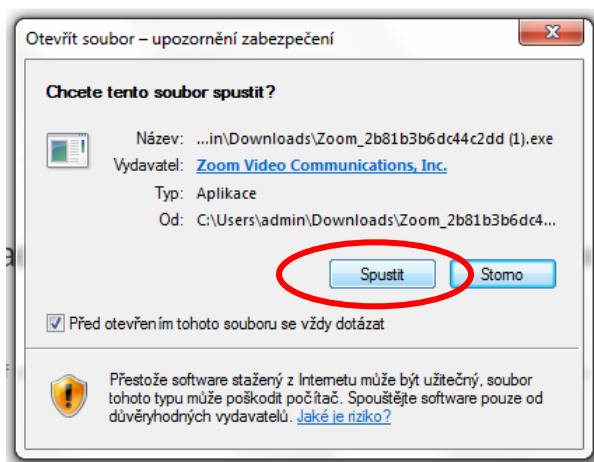 Otevřít soubor – upozornění zabezpečení
Chcete tento soubor spustit?
Název: ...in\Downloads\Zoom_2b81b3b6dc44c2dd (1).exe
Vydavatel: Zoom Video Communications, Inc.
Typ: Aplikace
Od: C:\Users\admin\Downloads\Zoom_2b81b3b6dc4...
Spustit Storno
Před otevřením tohoto souboru se vždy dotázat
Přestože software stažený z Internetu může být užitečný, soubor
tohoto typu může poškodit počítač. Spouštějte software pouze od
důvěryhodných vydavatelů. Jaké je riziko?